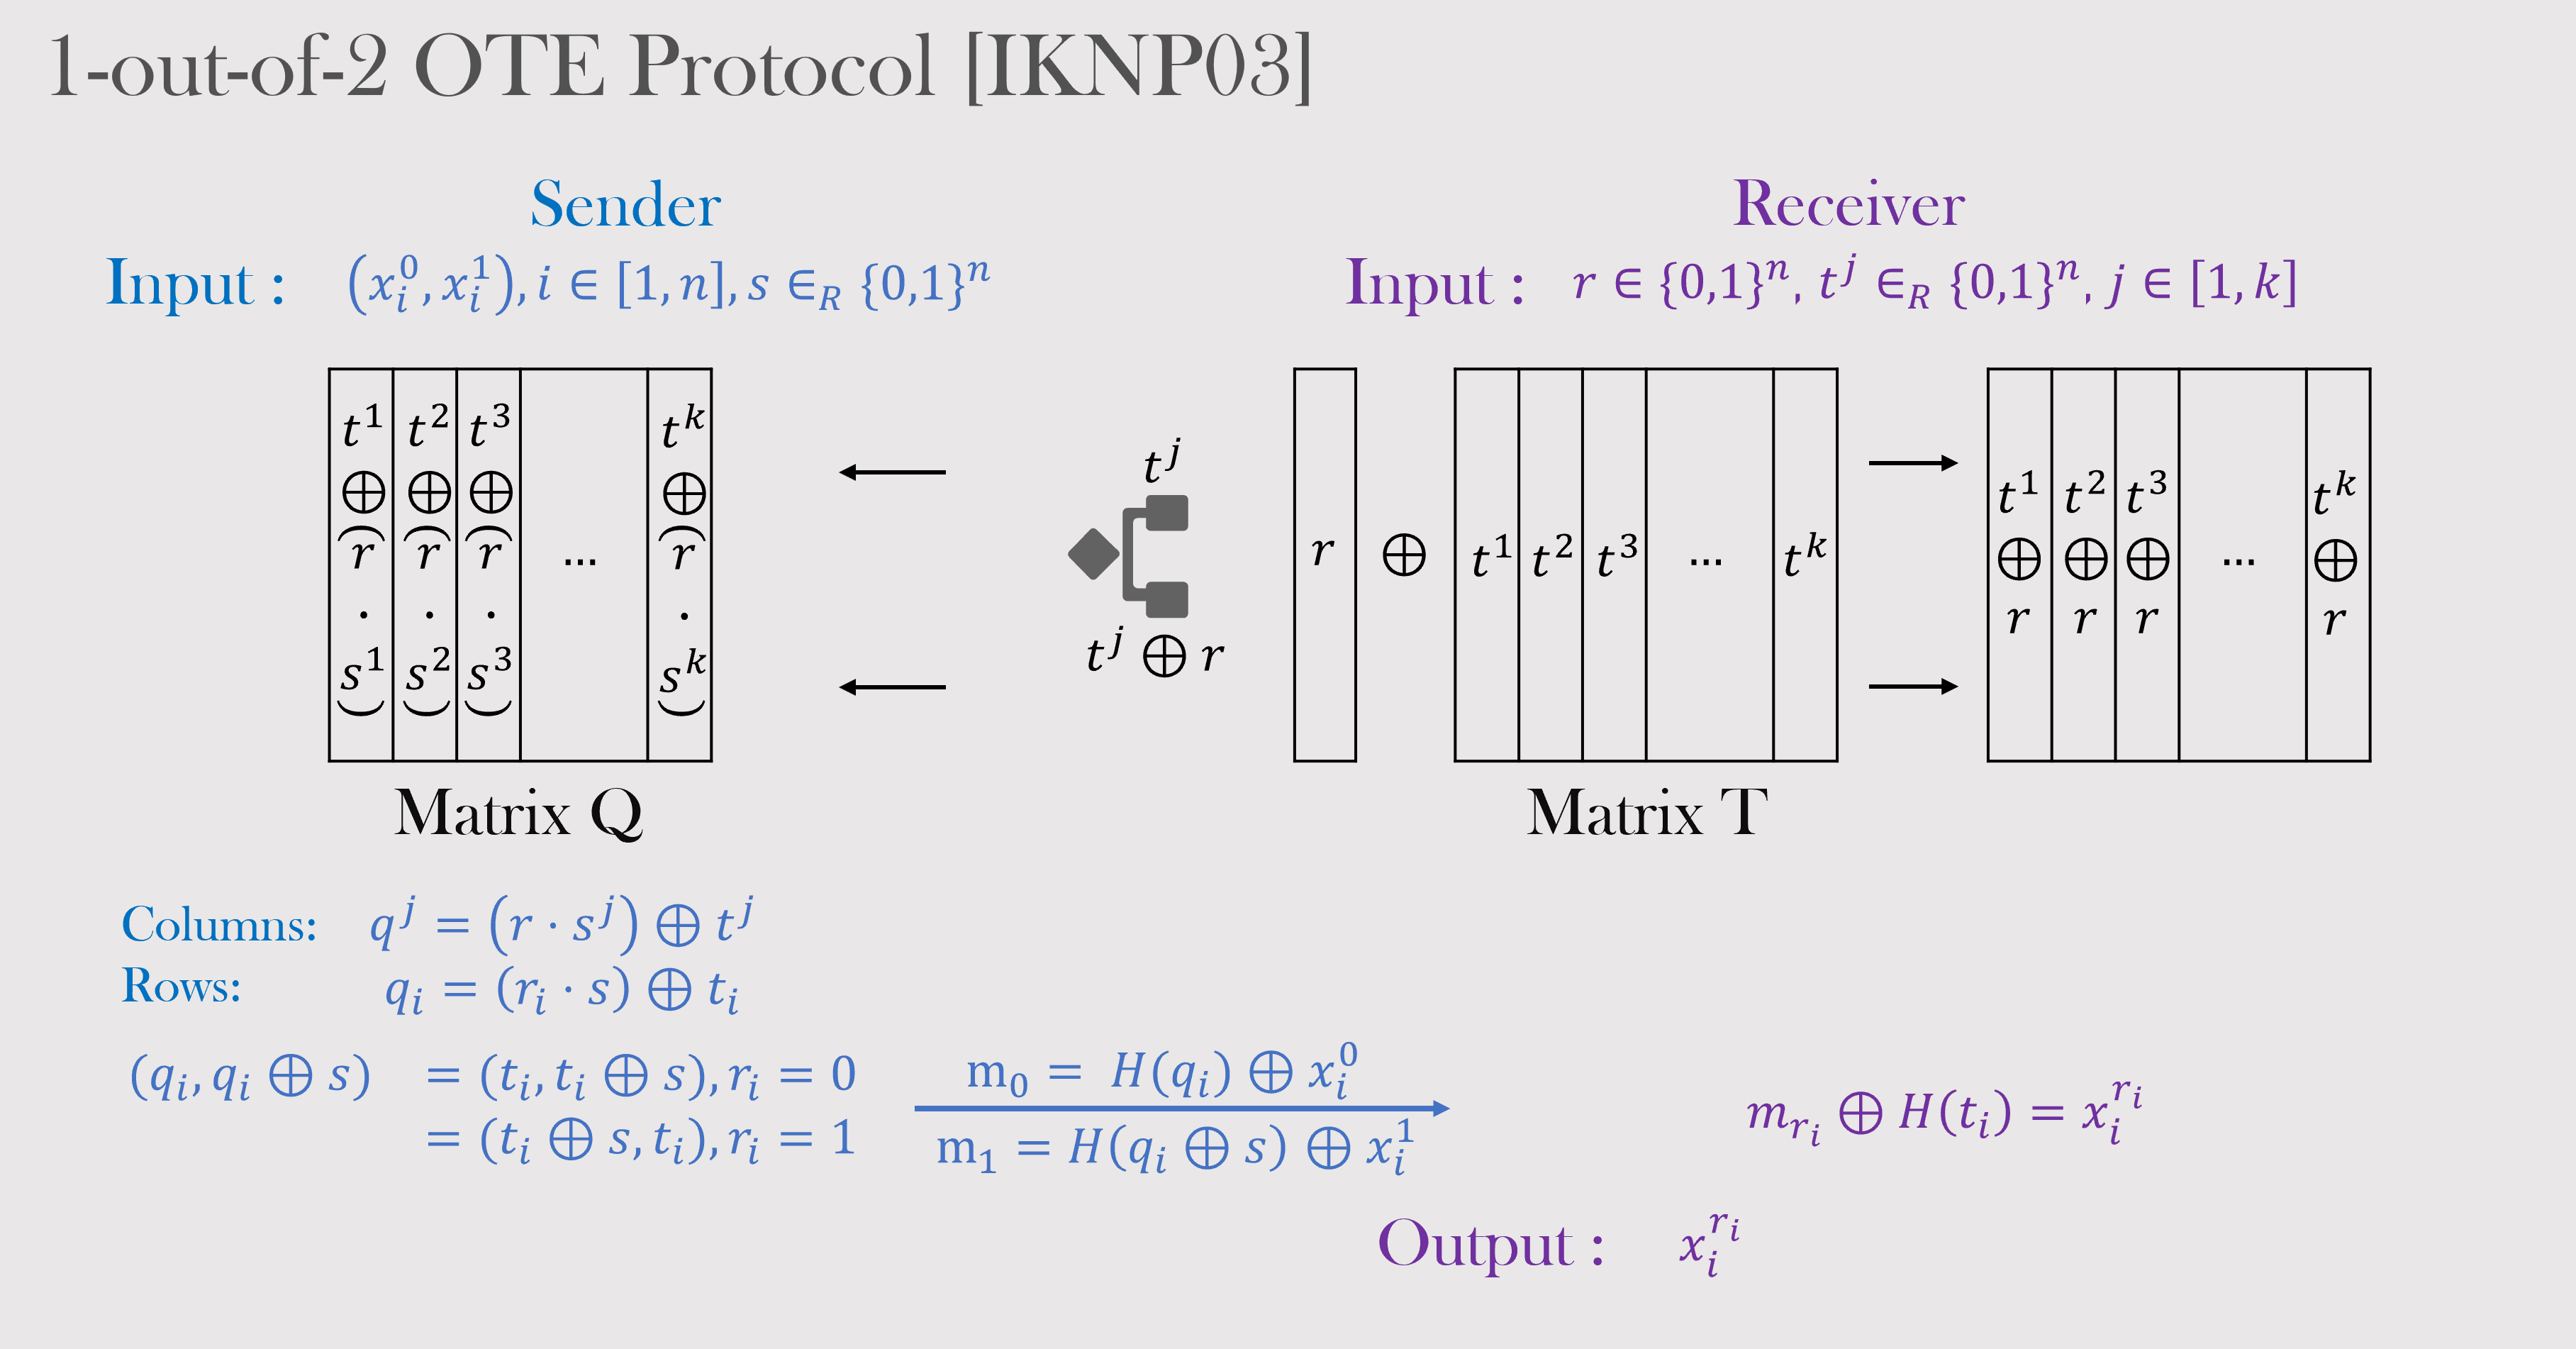 1-out-of-2 OTE Protocol [IKNP03]
Sender
Input : (x_i^0, x_i^1), i ∈ [1, n], s ∈_R {0,1}^n
Receiver
Input : r ∈ {0,1}^n, t^j ∈_R {0,1}^n, j ∈ [1, k]
t^1 t^2 t^3 t^k
⊕ ⊕ ⊕ ⊕
(r (r (r ... (r
· · · ·
s^1) s^2) s^3) s^k)
Matrix Q
t^j
t^j ⊕ r
r ⊕ t^1 t^2 t^3 ... t^k
Matrix T
t^1 t^2 t^3 t^k
⊕ ⊕ ⊕ ... ⊕
r r r r
Columns: q^j = (r · s^j) ⊕ t^j
Rows: q_i = (r_i · s) ⊕ t_i
(q_i, q_i ⊕ s) = (t_i, t_i ⊕ s), r_i = 0
= (t_i ⊕ s, t_i), r_i = 1
m_0 = H(q_i) ⊕ x_i^0
m_1 = H(q_i ⊕ s) ⊕ x_i^1
m_{r_i} ⊕ H(t_i) = x_i^{r_i}
Output : x_i^{r_i}